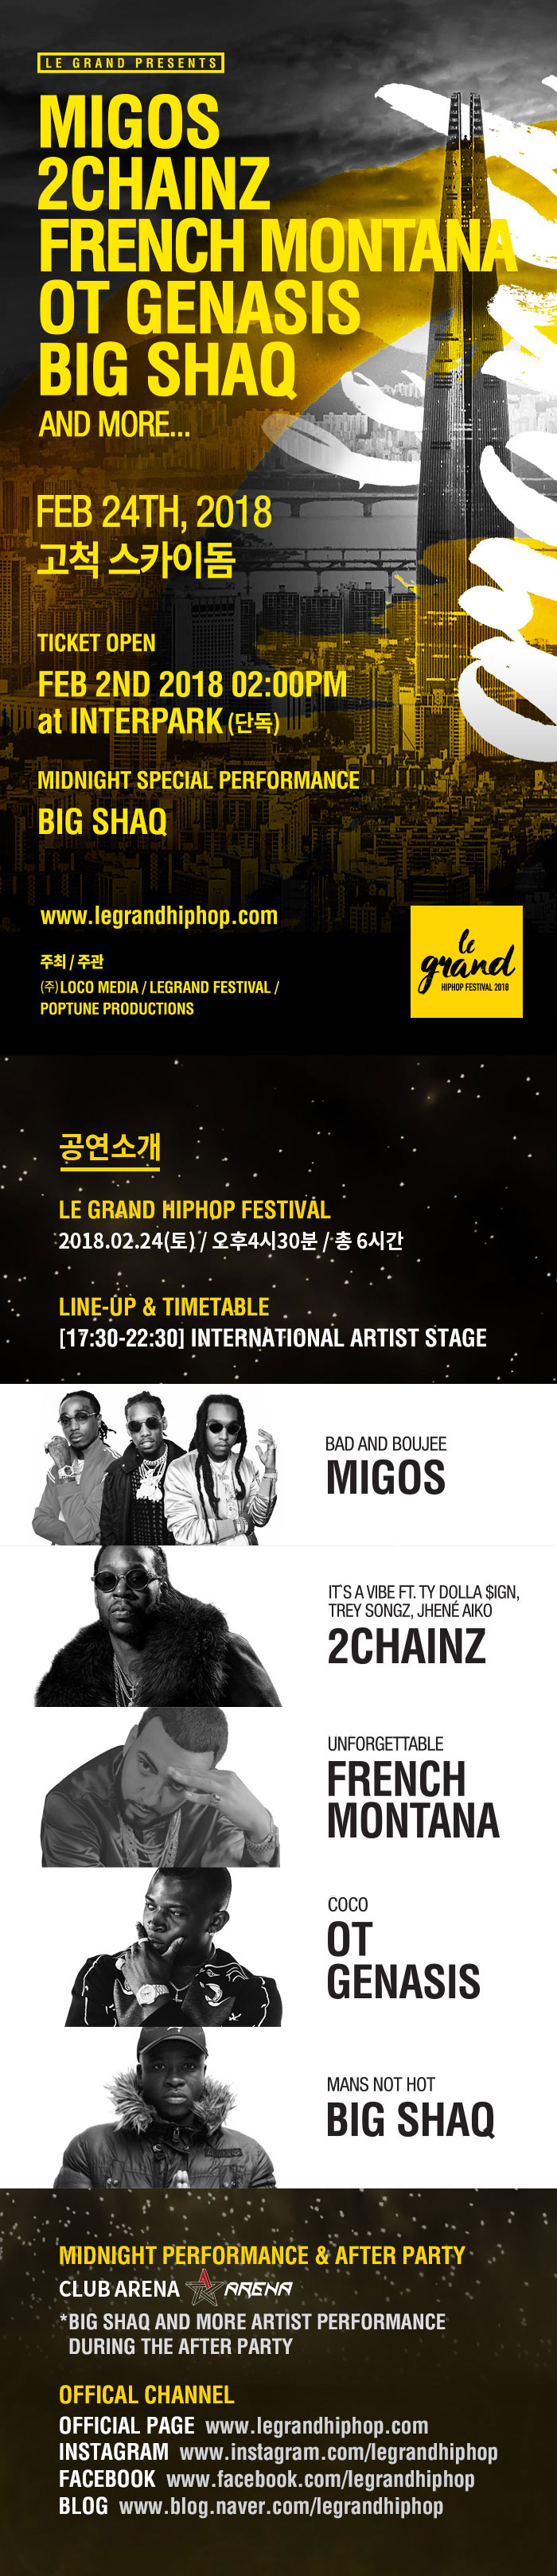 LE GRAND PRESENTS
MIGOS
2CHAINZ
FRENCH MONTANA
OT GENASIS
BIG SHAQ
AND MORE...
FEB 24TH, 2018
고척 스카이돔
TICKET OPEN
FEB 2ND 2018 02:00PM
at INTERPARK (단독)
MIDNIGHT SPECIAL PERFORMANCE
BIG SHAQ
www.legrandhiphop.com
주최 / 주관
(주)LOCO MEDIA / LEGRAND FESTIVAL /
POPTUNE PRODUCTIONS
le
grand
HIPHOP FESTIVAL 2018
공연소개
LE GRAND HIPHOP FESTIVAL
2018.02.24(토) / 오후4시30분 / 총 6시간
LINE-UP & TIMETABLE
[17:30-22:30] INTERNATIONAL ARTIST STAGE
BAD AND BOUJEE
MIGOS
IT`S A VIBE FT. TY DOLLA $IGN,
TREY SONGZ, JHENÉ AIKO
2CHAINZ
UNFORGETTABLE
FRENCH
MONTANA
COCO
OT
GENASIS
MANS NOT HOT
BIG SHAQ
MIDNIGHT PERFORMANCE & AFTER PARTY
CLUB ARENA ARENA
*BIG SHAQ AND MORE ARTIST PERFORMANCE
DURING THE AFTER PARTY
OFFICAL CHANNEL
OFFICIAL PAGE www.legrandhiphop.com
INSTAGRAM www.instagram.com/legrandhiphop
FACEBOOK www.facebook.com/legrandhiphop
BLOG www.blog.naver.com/legrandhiphop